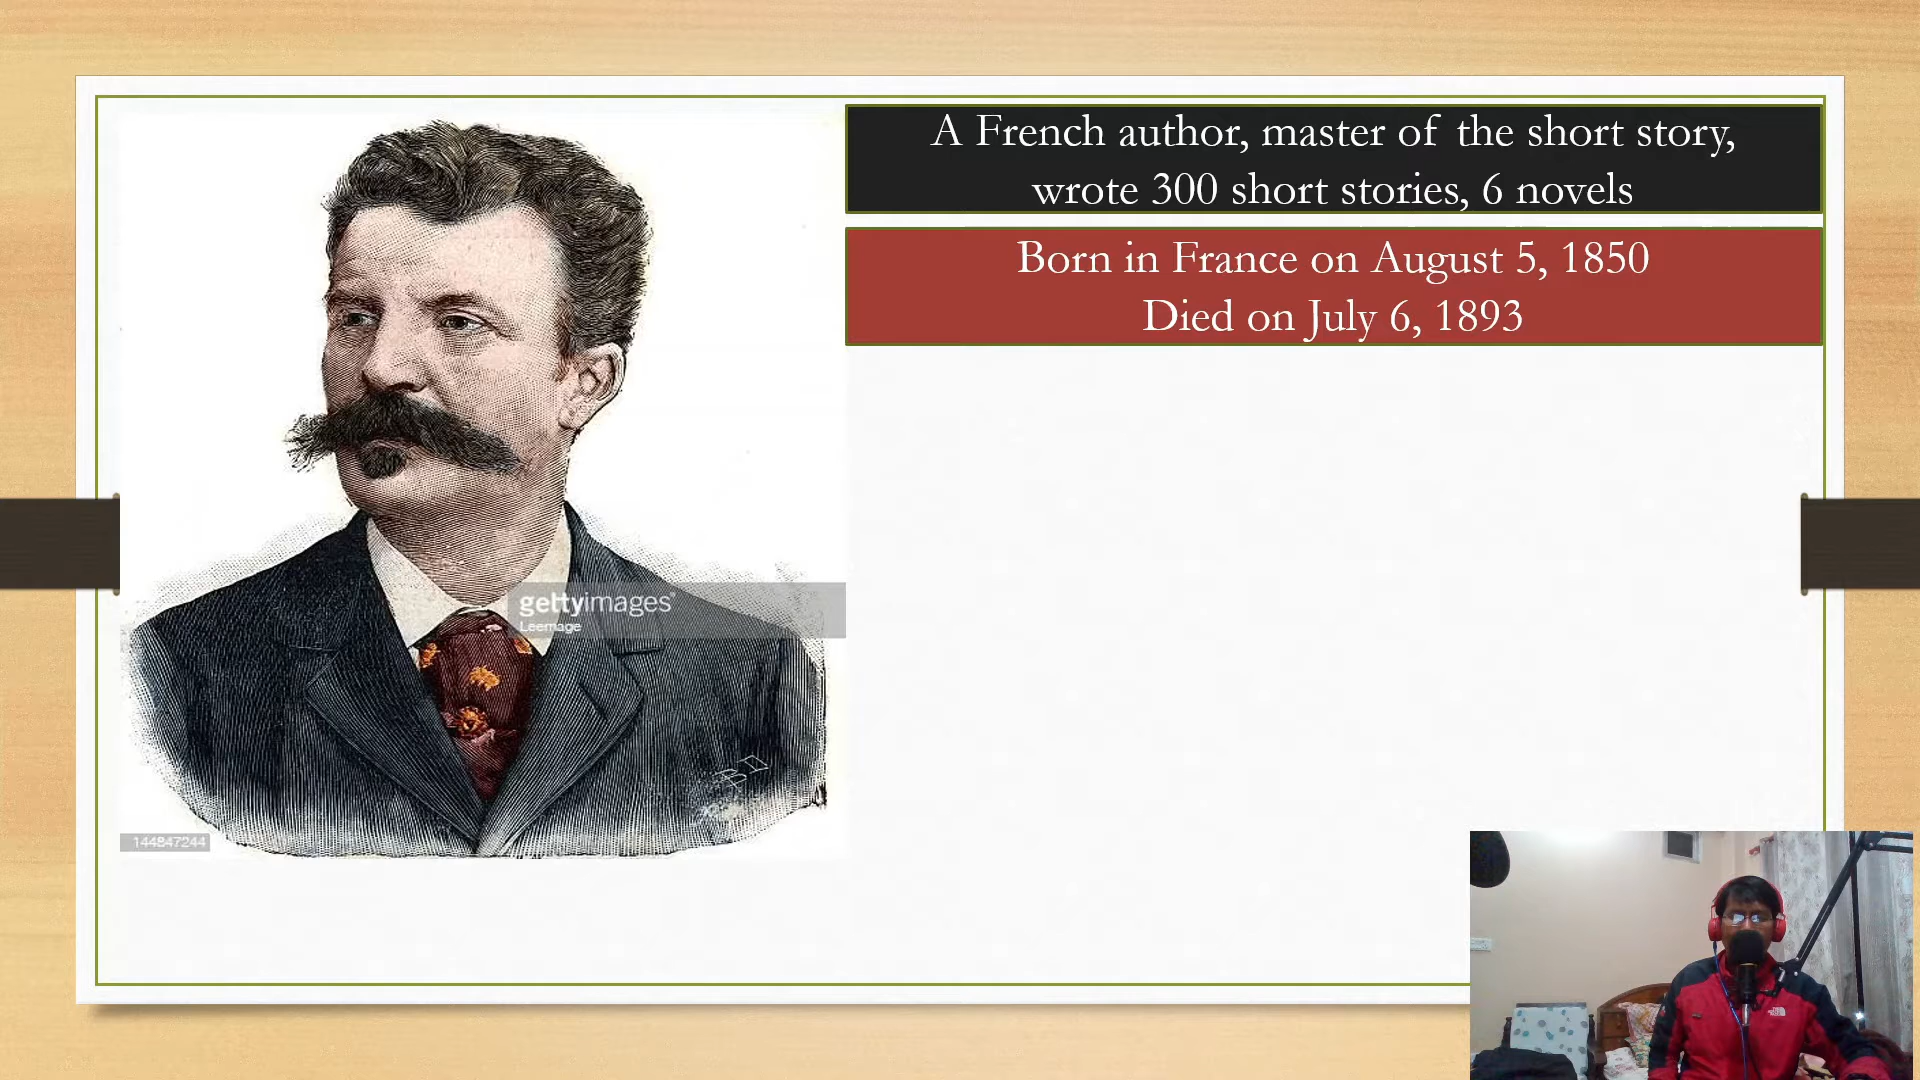 A French author, master of the short story,
wrote 300 short stories, 6 novels
Born in France on August 5, 1850
Died on July 6, 1893
gettyimages
Leemage
144847244